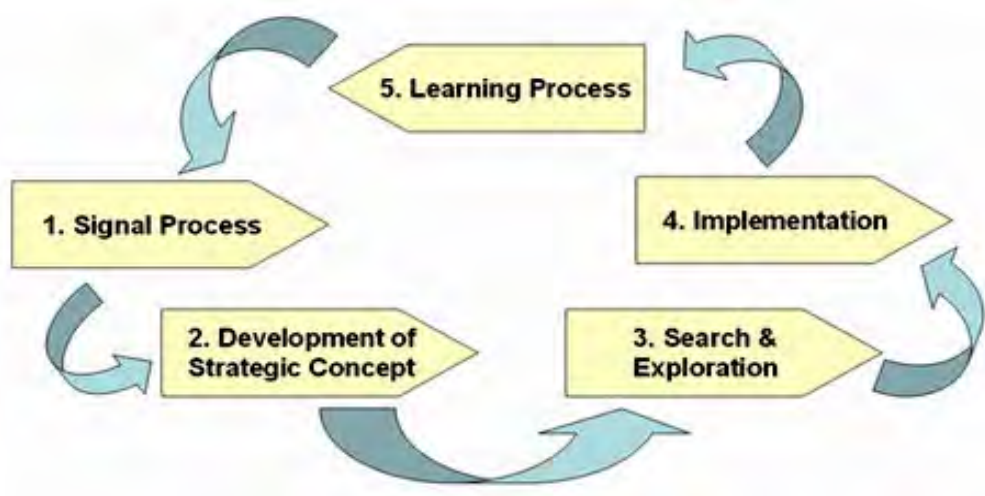 5. Learning Process
1. Signal Process
4. Implementation
2. Development of
Strategic Concept
3. Search &
Exploration